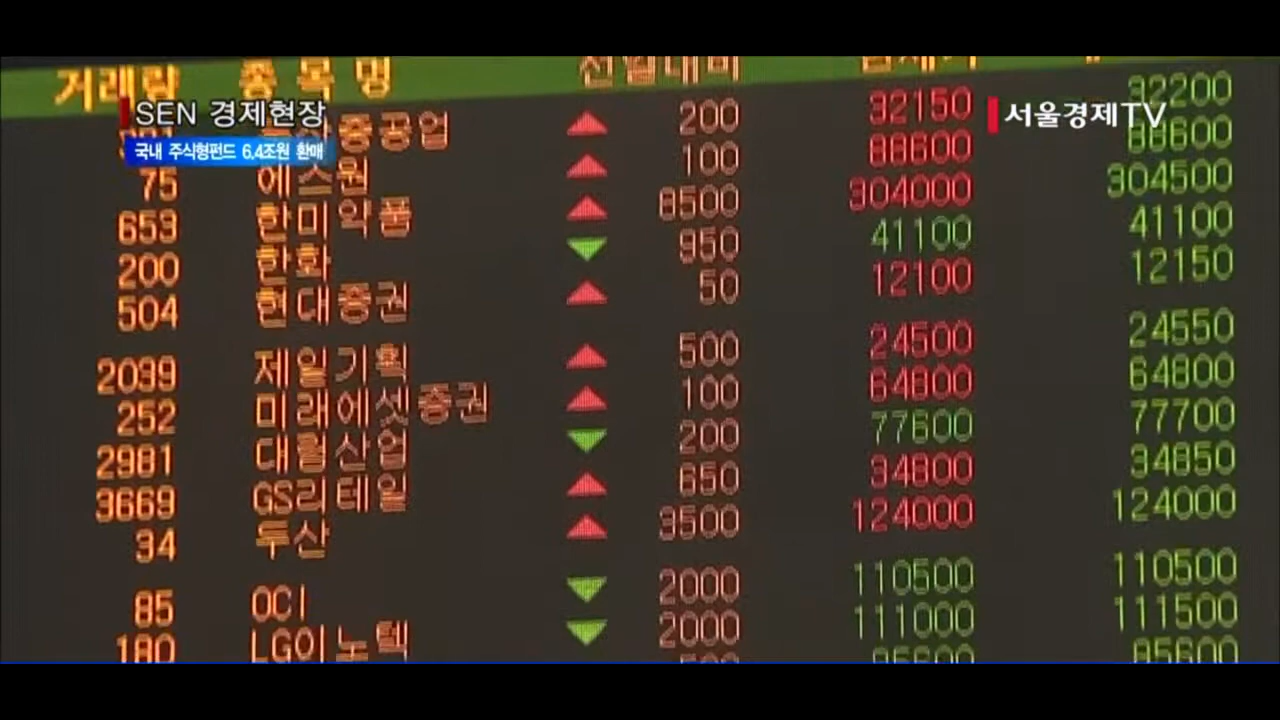 거래량 종목명 전일대비
SEN 경제현장
서울경제TV
국내 주식형펀드 6.4조원 환매
중공업 ▲ 200 32150 32200
75 에스원 ▲ 100 88600 88600
653 한미약품 ▲ 8500 304000 304500
200 한화 ▼ 950 41100 41100
504 현대증권 ▲ 50 12100 12150
2039 제일기획 ▲ 500 24500 24550
252 미래에셋증권 ▲ 100 64800 64800
2981 대림산업 ▼ 200 77600 77700
3669 GS리테일 ▲ 650 34800 34850
34 두산 ▲ 3500 124000 124000
85 OCI ▼ 2000 110500 110500
180 LG이노텍 ▼ 2000 111000 111500
85600 85600